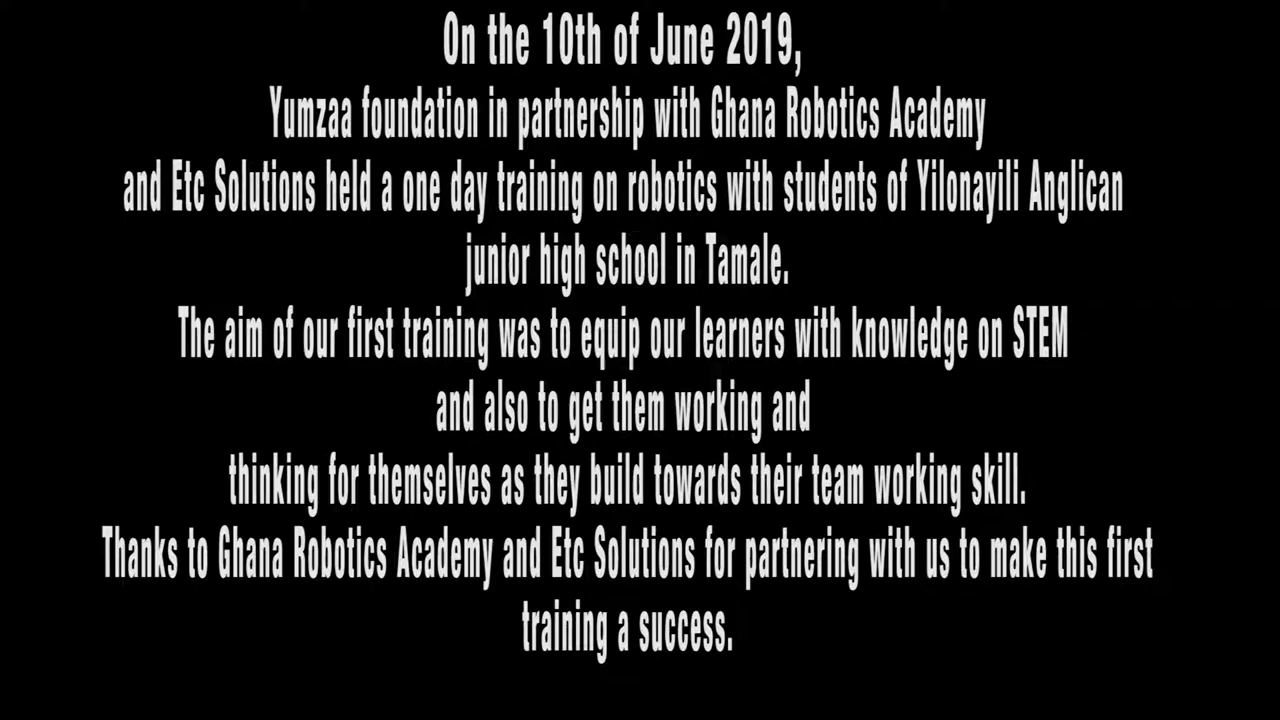 On the 10th of June 2019,
Yumzaa foundation in partnership with Ghana Robotics Academy
and Etc Solutions held a one day training on robotics with students of Yilonayili Anglican
junior high school in Tamale.
The aim of our first training was to equip our learners with knowledge on STEM
and also to get them working and
thinking for themselves as they build towards their team working skill.
Thanks to Ghana Robotics Academy and Etc Solutions for partnering with us to make this first
training a success.